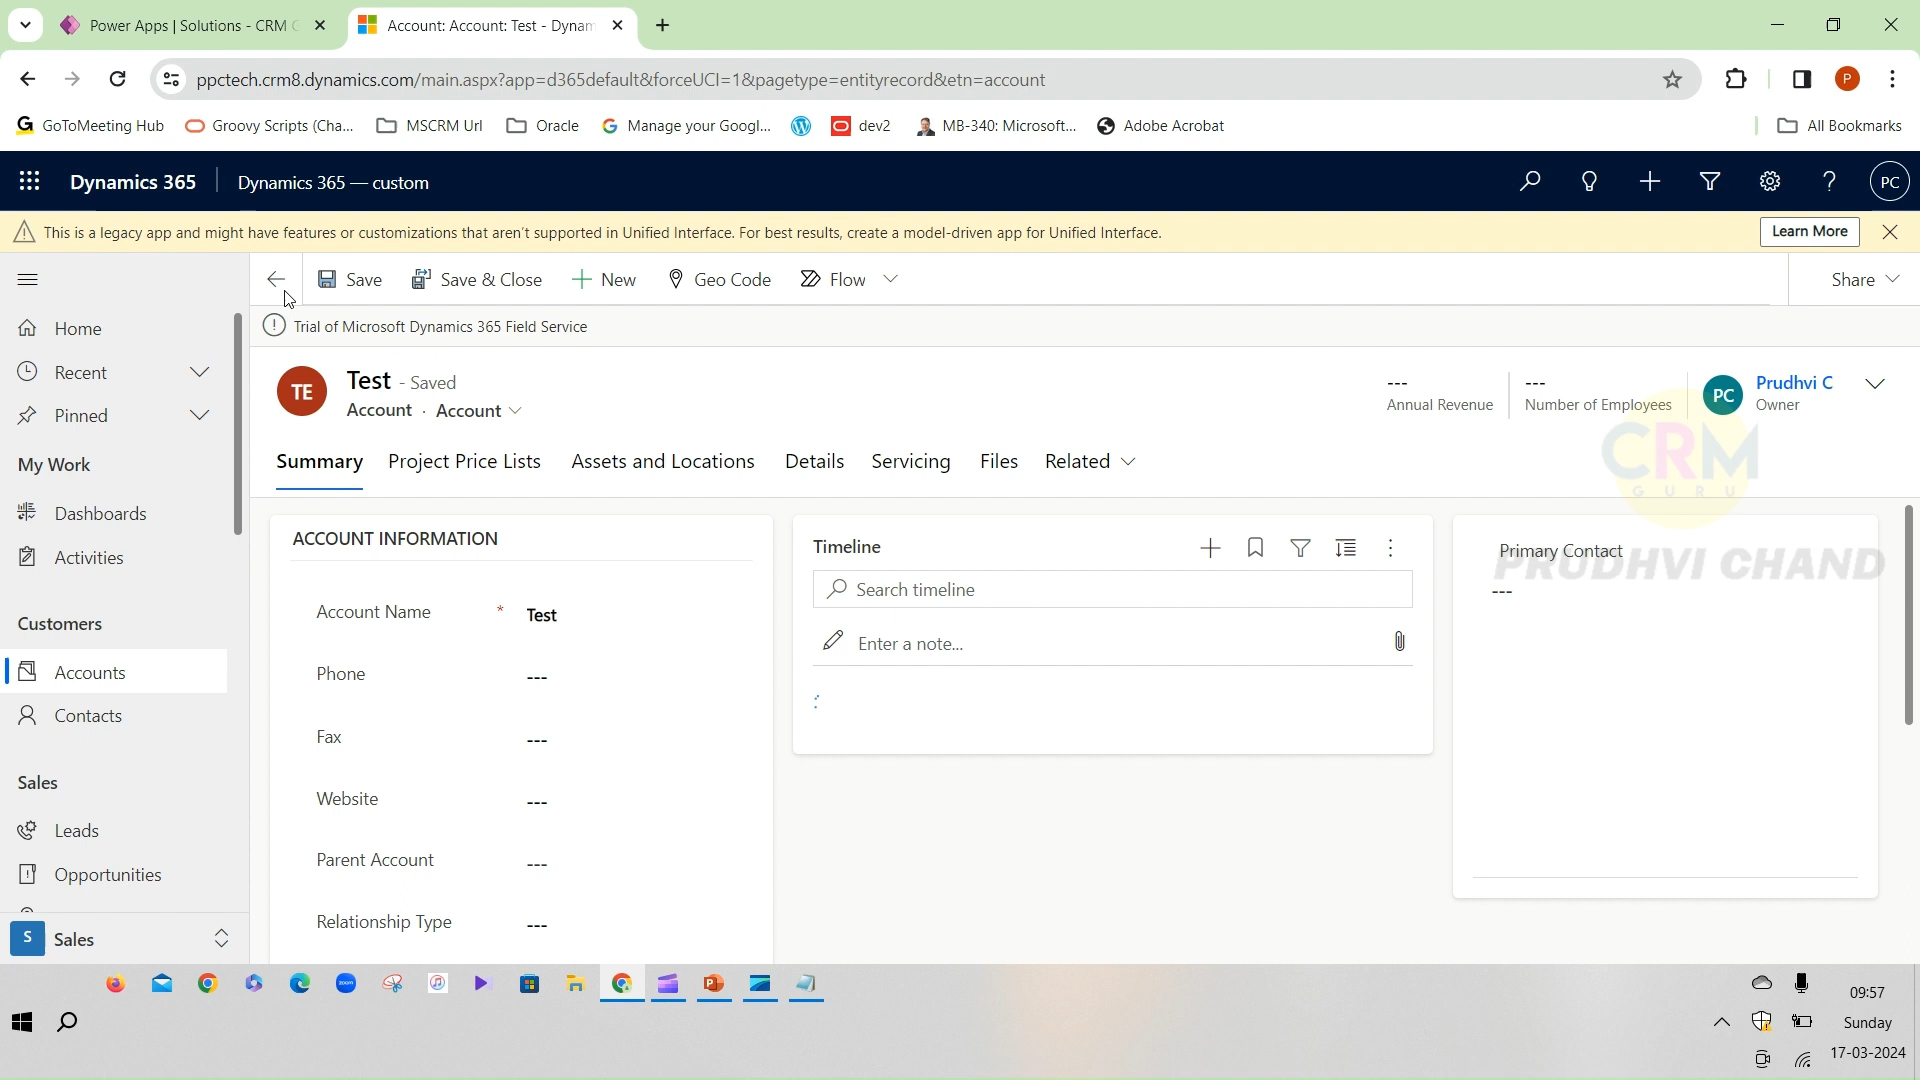 Power Apps | Solutions - CRM G
Account: Account: Test - Dynam
ppctech.crm8.dynamics.com/main.aspx?app=d365default&forceUCI=1&pagetype=entityrecord&etn=account
P
GoToMeeting Hub
Groovy Scripts (Cha...
MSCRM Url
Oracle
Manage your Googl...
dev2
MB-340: Microsoft...
Adobe Acrobat
All Bookmarks
Dynamics 365
Dynamics 365 — custom
PC
This is a legacy app and might have features or customizations that aren't supported in Unified Interface. For best results, create a model-driven app for Unified Interface.
Learn More
Save
Save & Close
New
Geo Code
Flow
Share
Home
Recent
Pinned
My Work
Dashboards
Activities
Customers
Accounts
Contacts
Sales
Leads
Opportunities
S
Sales
Trial of Microsoft Dynamics 365 Field Service
TE
Test - Saved
Account · Account
---
Annual Revenue
---
Number of Employees
PC
Prudhvi C
Owner
Summary
Project Price Lists
Assets and Locations
Details
Servicing
Files
Related
CRM
GURU
PRUDHVI CHAND
ACCOUNT INFORMATION
Account Name * Test
Phone ---
Fax ---
Website ---
Parent Account ---
Relationship Type ---
Timeline
Search timeline
Enter a note...
Primary Contact
---
zoom
09:57
Sunday
17-03-2024